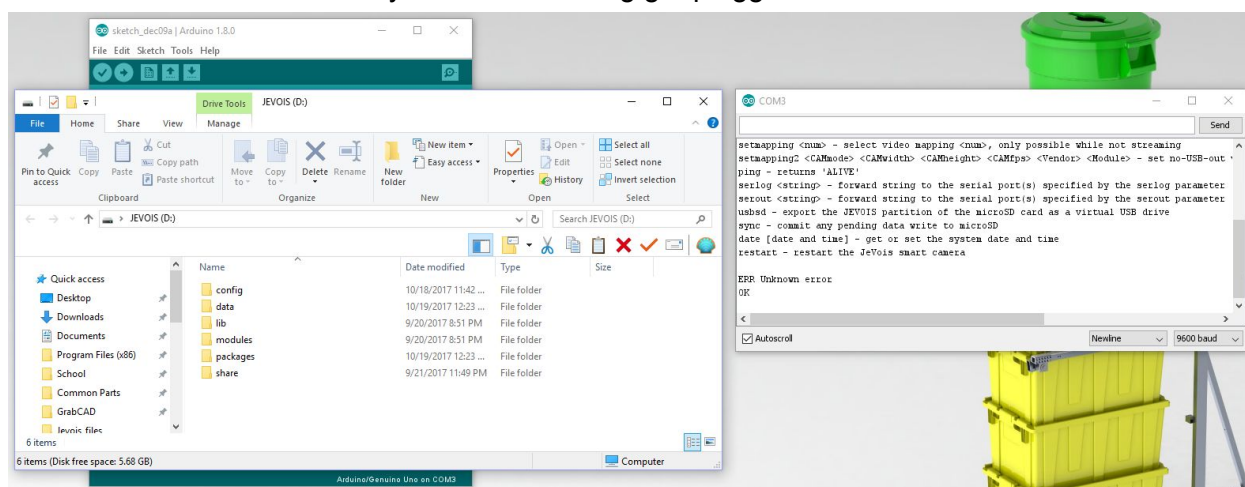 sketch_dec09a | Arduino 1.8.0
File Edit Sketch Tools Help
Drive Tools JEVOIS (D:)
File Home Share View Manage
Pin to Quick access
Copy
Paste
Cut
Copy path
Paste shortcut
Clipboard
Move to
Copy to
Delete
Rename
Organize
New folder
New item
Easy access
New
Properties
Open
Edit
History
Open
Select all
Select none
Invert selection
Select
JEVOIS (D:)
Search JEVOIS (D:)
Quick access
Desktop
Downloads
Documents
Program Files (x86)
School
Common Parts
GrabCAD
Jevois files
Name Date modified Type Size
config 10/18/2017 11:42 ... File folder
data 10/19/2017 12:23 ... File folder
lib 9/20/2017 8:51 PM File folder
modules 9/20/2017 8:51 PM File folder
packages 10/19/2017 12:23 ... File folder
share 9/21/2017 11:49 PM File folder
6 items
6 items (Disk free space: 5.68 GB)
Computer
Arduino/Genuino Uno on COM3
COM3
Send
setmapping <num> - select video mapping <num>, only possible while not streaming
setmapping2 <CAMmode> <CAMwidth> <CAMheight> <CAMfps> <Vendor> <Module> - set no-USB-out
ping - returns 'ALIVE'
serlog <string> - forward string to the serial port(s) specified by the serlog parameter
serout <string> - forward string to the serial port(s) specified by the serout parameter
usbsd - export the JEVOIS partition of the microSD card as a virtual USB drive
sync - commit any pending data write to microSD
date [date and time] - get or set the system date and time
restart - restart the JeVois smart camera
ERR Unknown error
OK
Autoscroll
Newline
9600 baud